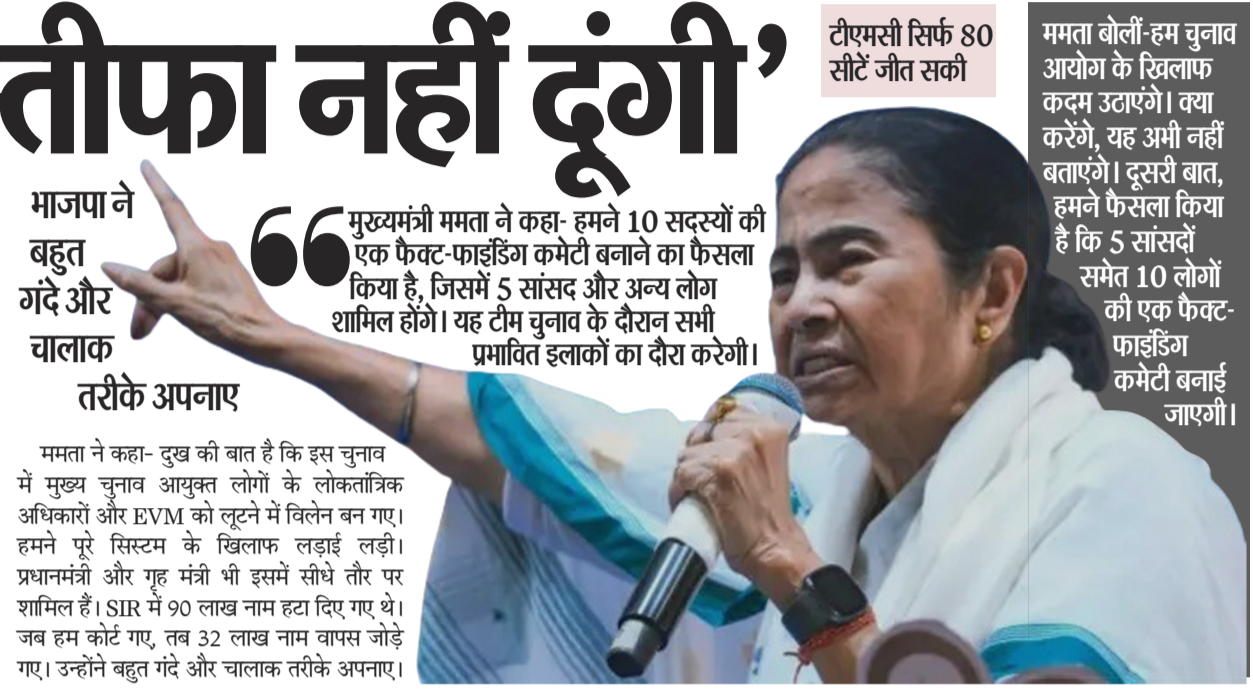 तीफा नहीं दूंगी’
टीएमसी सिर्फ 80
सीटें जीत सकी
भाजपा ने
बहुत
गंदे और
चालाक
तरीके अपनाए
“मुख्यमंत्री ममता ने कहा- हमने 10 सदस्यों की
एक फैक्ट-फाइंडिंग कमेटी बनाने का फैसला
किया है, जिसमें 5 सांसद और अन्य लोग
शामिल होंगे। यह टीम चुनाव के दौरान सभी
प्रभावित इलाकों का दौरा करेगी।
ममता ने कहा- दुख की बात है कि इस चुनाव
में मुख्य चुनाव आयुक्त लोगों के लोकतांत्रिक
अधिकारों और EVM को लूटने में विलेन बन गए।
हमने पूरे सिस्टम के खिलाफ लड़ाई लड़ी।
प्रधानमंत्री और गृह मंत्री भी इसमें सीधे तौर पर
शामिल हैं। SIR में 90 लाख नाम हटा दिए गए थे।
जब हम कोर्ट गए, तब 32 लाख नाम वापस जोड़े
गए। उन्होंने बहुत गंदे और चालाक तरीके अपनाए।
ममता बोलीं-हम चुनाव
आयोग के खिलाफ
कदम उठाएंगे। क्या
करेंगे, यह अभी नहीं
बताएंगे। दूसरी बात,
हमने फैसला किया
है कि 5 सांसदों
समेत 10 लोगों
की एक फैक्ट-
फाइंडिंग
कमेटी बनाई
जाएगी।